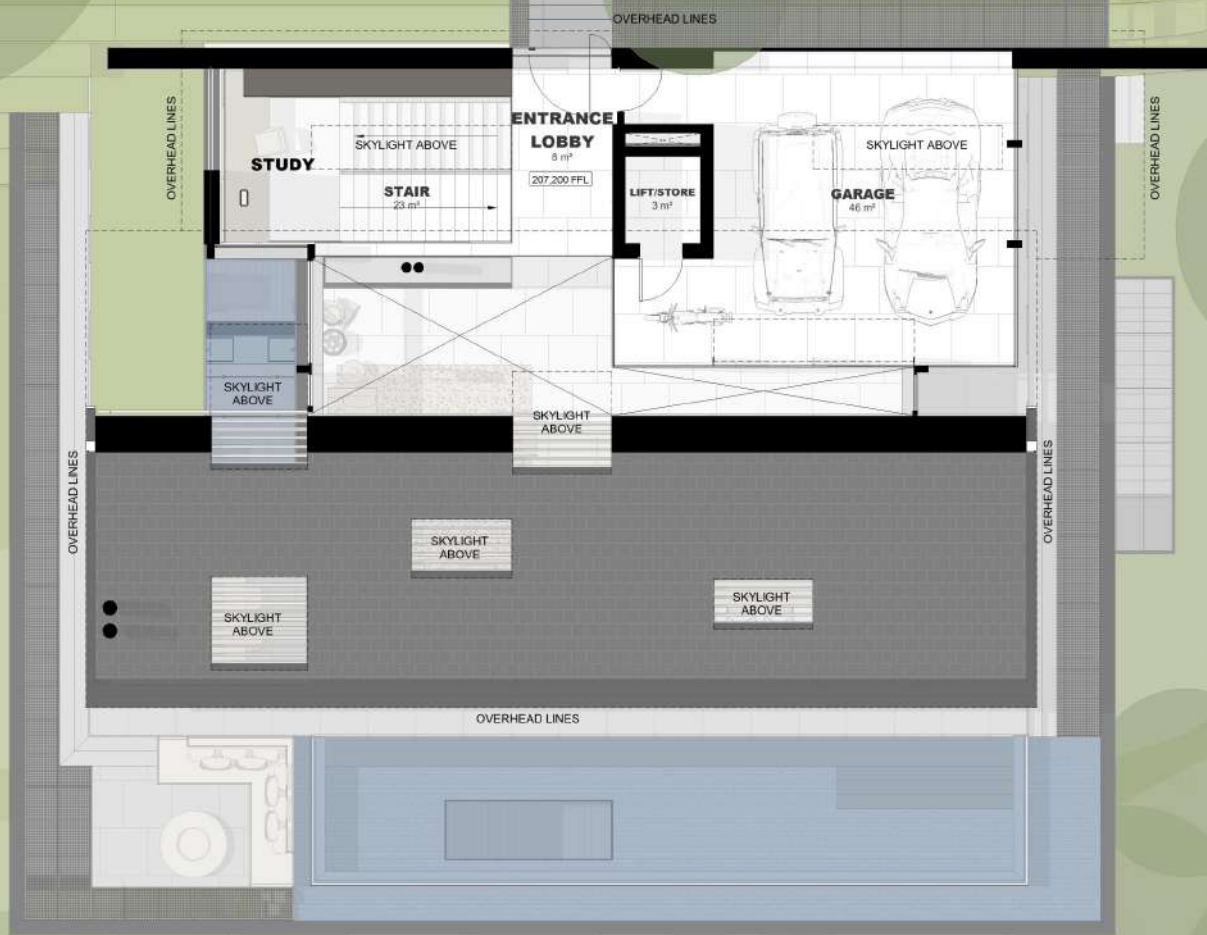 OVERHEAD LINES
OVERHEAD LINES
OVERHEAD LINES
ENTRANCE
LOBBY
8 m²
207,200 FFL
SKYLIGHT ABOVE
STUDY
STAIR
23 m²
LIFT/STORE
3 m²
SKYLIGHT ABOVE
GARAGE
46 m²
SKYLIGHT
ABOVE
SKYLIGHT
ABOVE
OVERHEAD LINES
OVERHEAD LINES
SKYLIGHT
ABOVE
SKYLIGHT
ABOVE
SKYLIGHT
ABOVE
OVERHEAD LINES